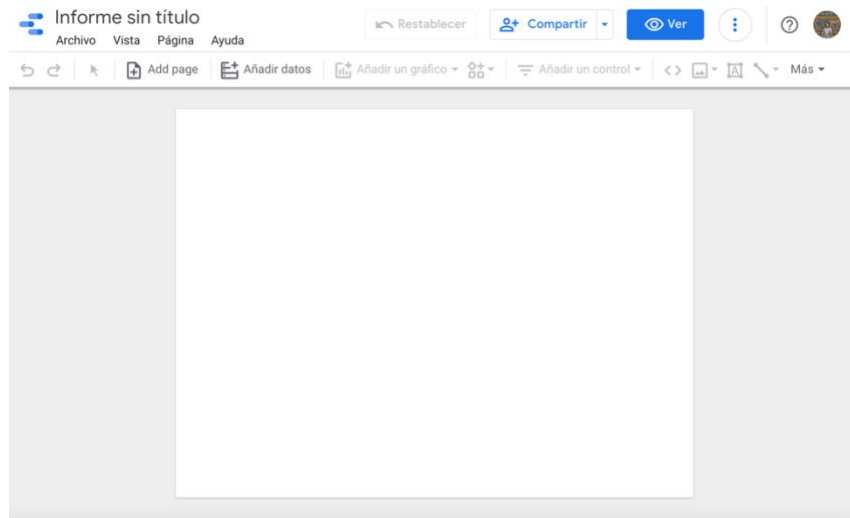 Informe sin título
Restablecer
Compartir
Ver
Archivo Vista Página Ayuda
Add page Añadir datos Añadir un gráfico Añadir un control Más